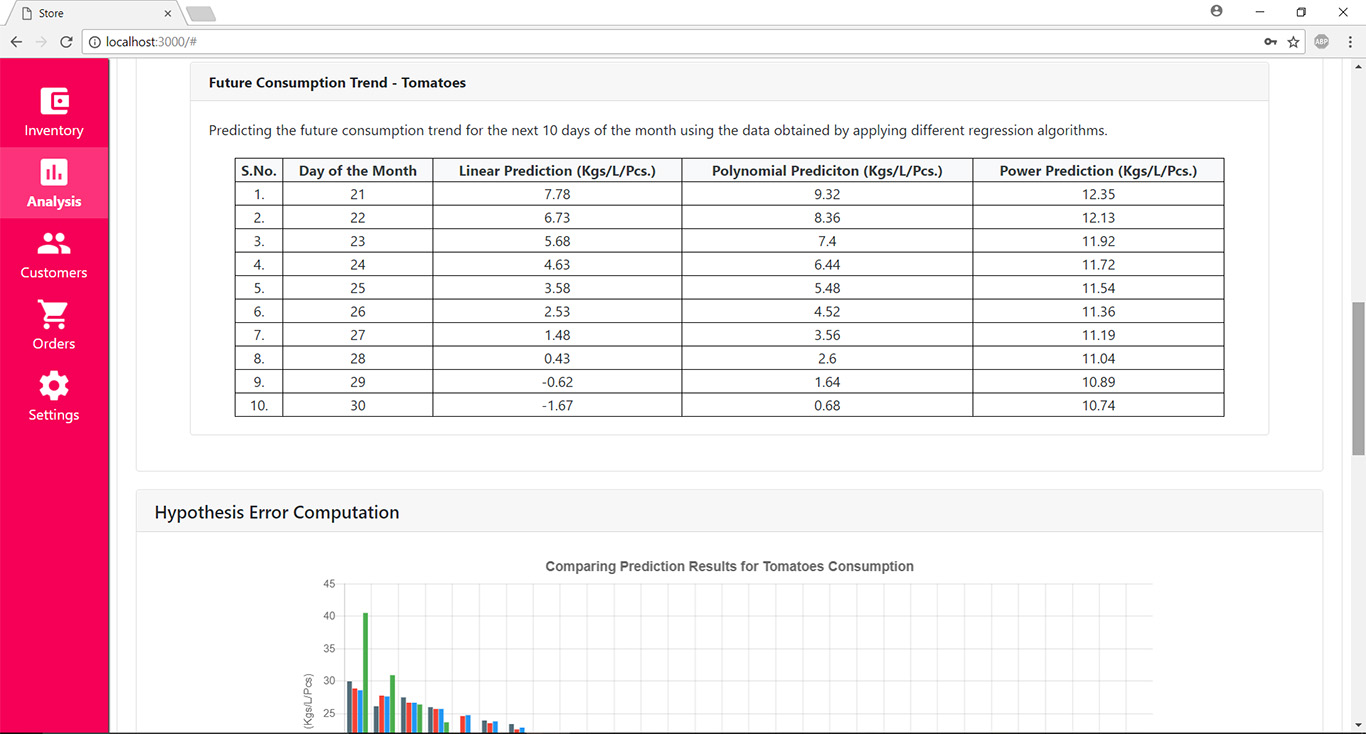 Store
localhost:3000/#
ABP
Inventory
Analysis
Customers
Orders
Settings
Future Consumption Trend - Tomatoes
Predicting the future consumption trend for the next 10 days of the month using the data obtained by applying different regression algorithms.
S.No. Day of the Month Linear Prediction (Kgs/L/Pcs.) Polynomial Prediciton (Kgs/L/Pcs.) Power Prediction (Kgs/L/Pcs.)
1. 21 7.78 9.32 12.35
2. 22 6.73 8.36 12.13
3. 23 5.68 7.4 11.92
4. 24 4.63 6.44 11.72
5. 25 3.58 5.48 11.54
6. 26 2.53 4.52 11.36
7. 27 1.48 3.56 11.19
8. 28 0.43 2.6 11.04
9. 29 -0.62 1.64 10.89
10. 30 -1.67 0.68 10.74
Hypothesis Error Computation
Comparing Prediction Results for Tomatoes Consumption
45
40
35
30
25
(Kgs/L/Pcs)